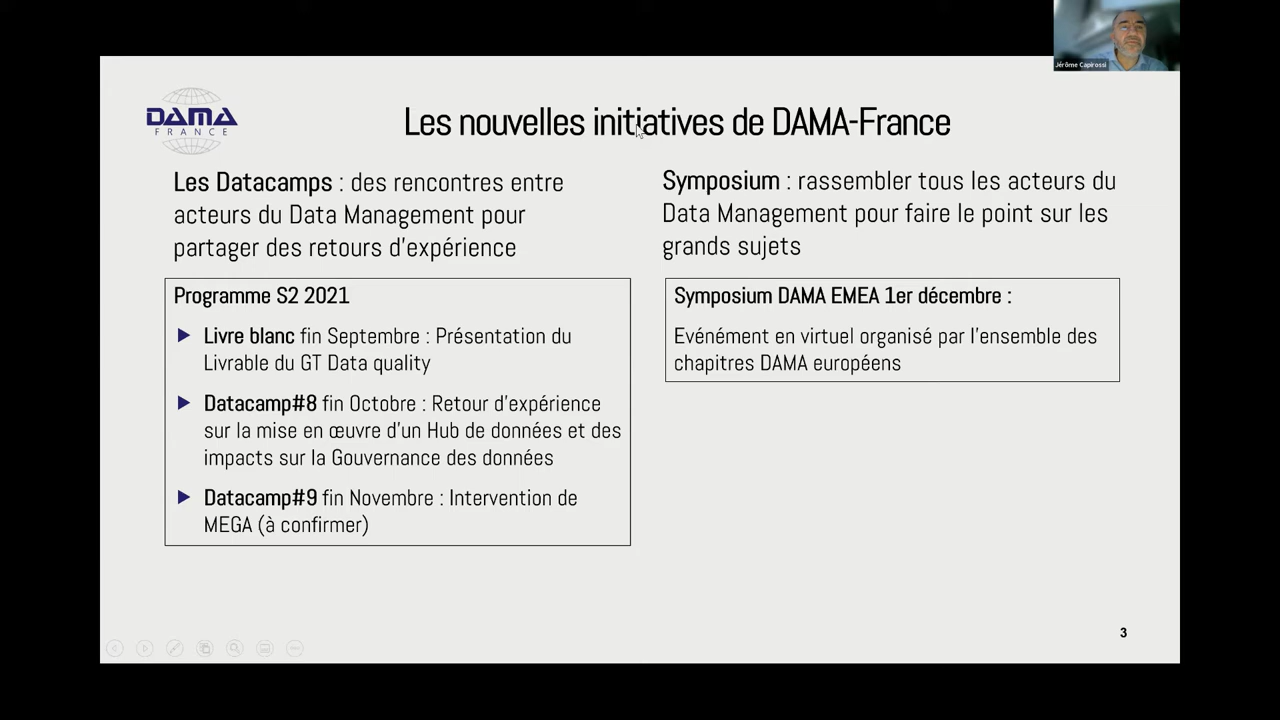 Jérôme Capirossi
DAMA
FRANCE
Les nouvelles initiatives de DAMA-France
Les Datacamps : des rencontres entre
acteurs du Data Management pour
partager des retours d'expérience
Programme S2 2021
Livre blanc fin Septembre : Présentation du
Livrable du GT Data quality
Datacamp#8 fin Octobre : Retour d'expérience
sur la mise en œuvre d'un Hub de données et des
impacts sur la Gouvernance des données
Datacamp#9 fin Novembre : Intervention de
MEGA (à confirmer)
Symposium : rassembler tous les acteurs du
Data Management pour faire le point sur les
grands sujets
Symposium DAMA EMEA 1er décembre :
Evénément en virtuel organisé par l'ensemble des
chapitres DAMA européens
3